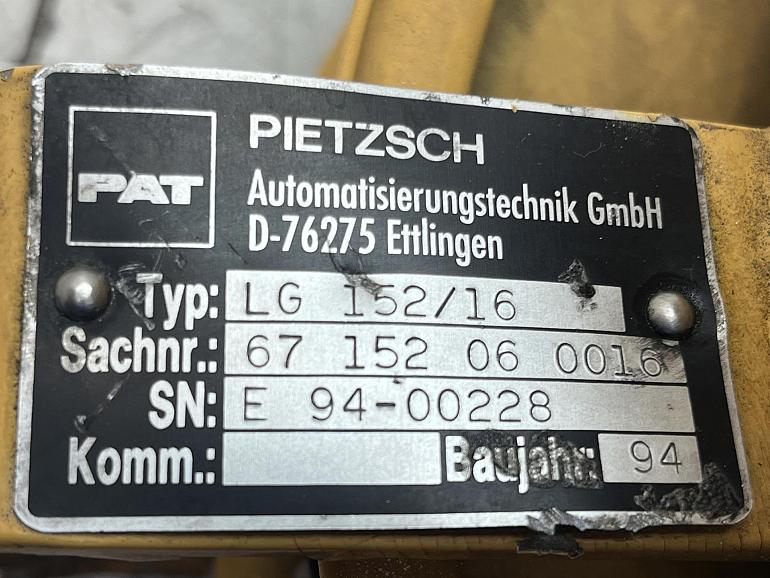 PAT
PIETZSCH
Automatisierungstechnik GmbH
D-76275 Ettlingen
Typ: LG 152/16
Sachnr.: 67 152 06 0016
SN: E 94-00228
Komm.:
Baujahr: 94